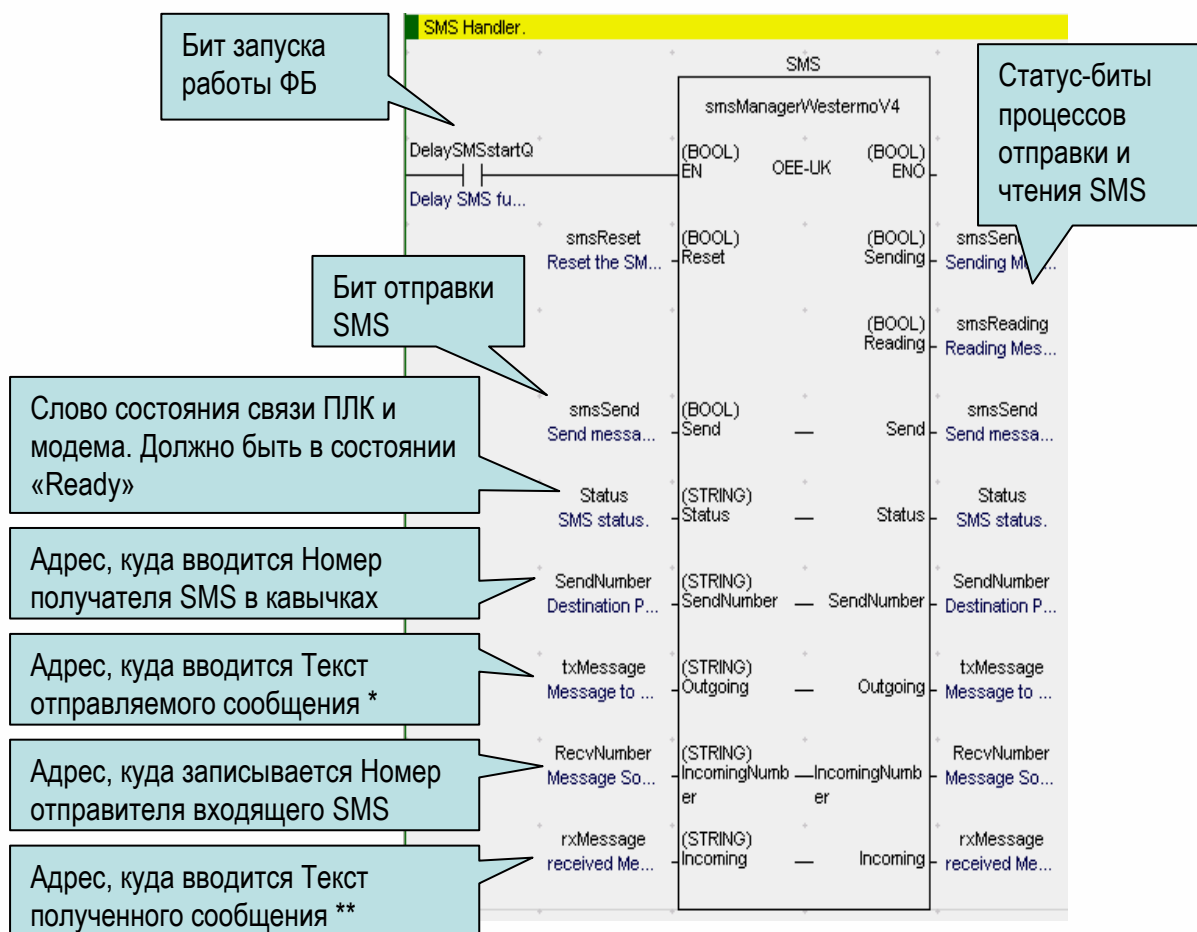 SMS Handler.
Бит запуска
работы ФБ
SMS
smsManagerWestermoV4
Статус-биты
процессов
отправки и
чтения SMS
DelaySMSstartQ
Delay SMS fu...
(BOOL)
EN
OEE-UK
(BOOL)
ENO
smsReset
Reset the SM...
(BOOL)
Reset
(BOOL)
Sending
smsSen
Sending M
Бит отправки
SMS
(BOOL)
Reading
smsReading
Reading Mes...
Слово состояния связи ПЛК и
модема. Должно быть в состоянии
«Ready»
smsSend
Send messa...
(BOOL)
Send
Send
smsSend
Send messa...
Status
SMS status.
(STRING)
Status
Status
Status
SMS status.
Адрес, куда вводится Номер
получателя SMS в кавычках
SendNumber
Destination P...
(STRING)
SendNumber
SendNumber
SendNumber
Destination P...
Адрес, куда вводится Текст
отправляемого сообщения *
txMessage
Message to ...
(STRING)
Outgoing
Outgoing
txMessage
Message to ...
Адрес, куда записывается Номер
отправителя входящего SMS
RecvNumber
Message So...
(STRING)
IncomingNumb
er
IncomingNumb
er
RecvNumber
Message So...
Адрес, куда вводится Текст
полученного сообщения **
rxMessage
received Me...
(STRING)
Incoming
Incoming
rxMessage
received Me...